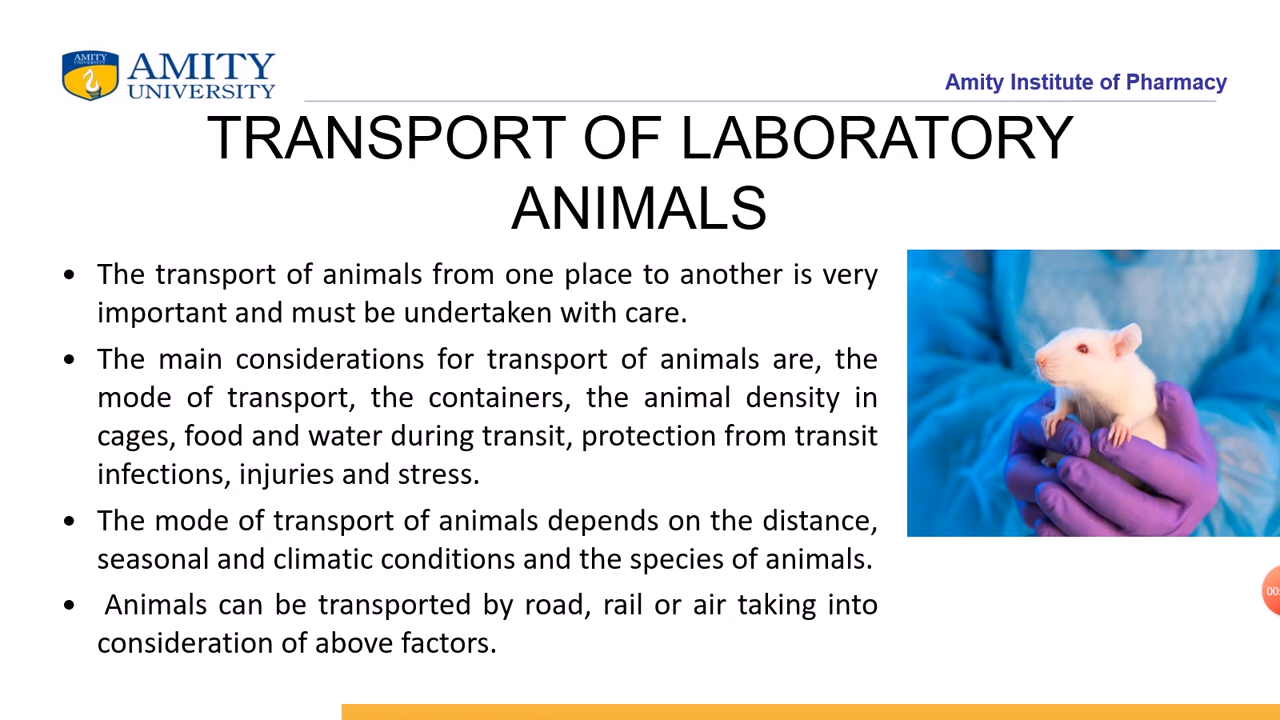 AMITY
AMITY
UNIVERSITY
Amity Institute of Pharmacy
TRANSPORT OF LABORATORY
ANIMALS
• The transport of animals from one place to another is very
important and must be undertaken with care.
• The main considerations for transport of animals are, the
mode of transport, the containers, the animal density in
cages, food and water during transit, protection from transit
infections, injuries and stress.
• The mode of transport of animals depends on the distance,
seasonal and climatic conditions and the species of animals.
• Animals can be transported by road, rail or air taking into
consideration of above factors.
00: